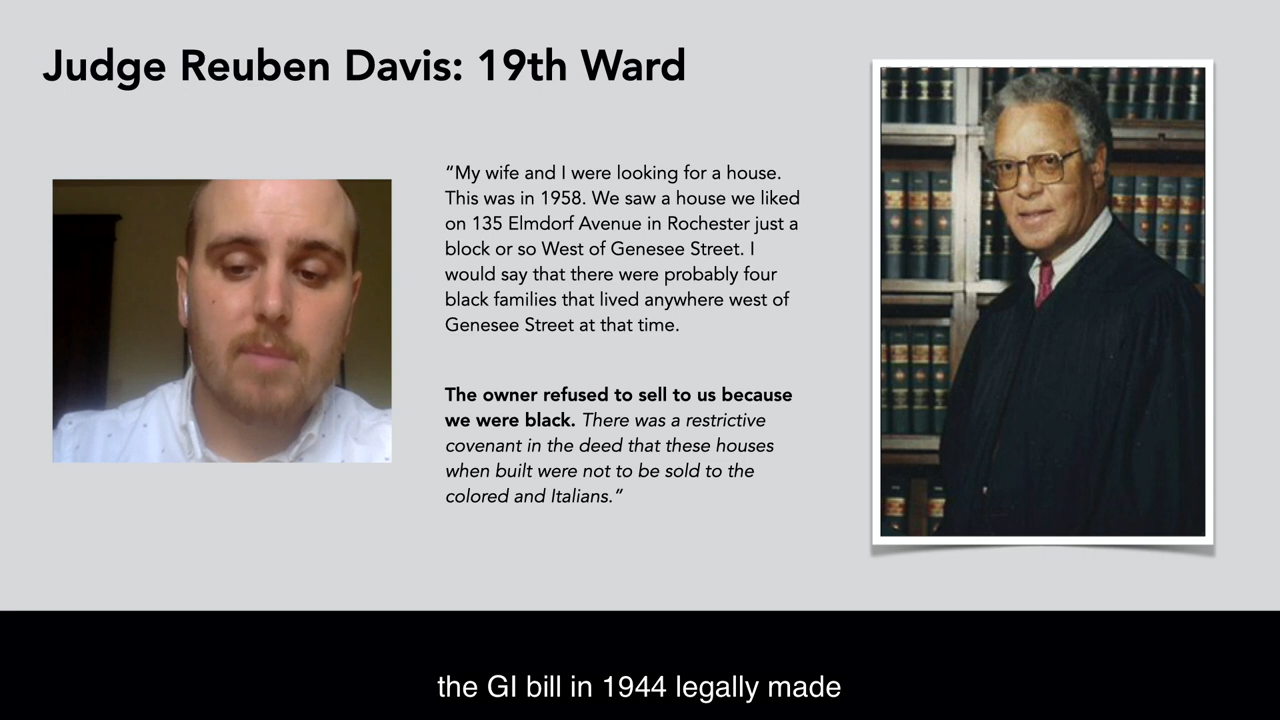 Judge Reuben Davis: 19th Ward
“My wife and I were looking for a house.
This was in 1958. We saw a house we liked
on 135 Elmdorf Avenue in Rochester just a
block or so West of Genesee Street. I
would say that there were probably four
black families that lived anywhere west of
Genesee Street at that time.
The owner refused to sell to us because
we were black. There was a restrictive
covenant in the deed that these houses
when built were not to be sold to the
colored and Italians.”
the GI bill in 1944 legally made